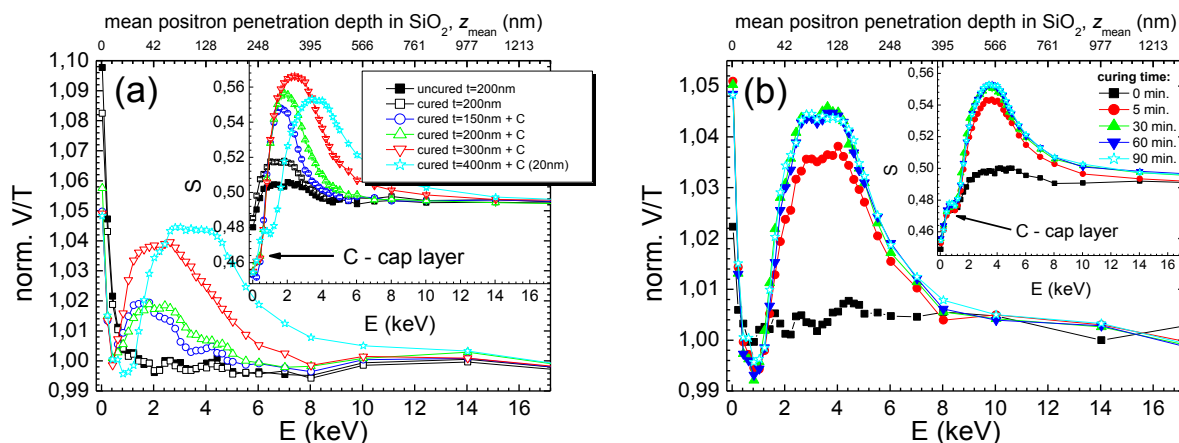 mean positron penetration depth in SiO2, zmean (nm)
0 42 128 248 395 566 761 977 1213
1,10
1,09
1,08
1,07
1,06
1,05
1,04
1,03
1,02
1,01
1,00
0,99
norm. V/T
(a)
0,56
0,54
0,52
0,50
0,48
0,46
S
0 2 4 6 8 10 12 14 16
E (keV)
C - cap layer
uncured t=200nm
cured t=200nm
cured t=150nm + C
cured t=200nm + C
cured t=300nm + C
cured t=400nm + C (20nm)
0 2 4 6 8 10 12 14 16
E (keV)
mean positron penetration depth in SiO2, zmean (nm)
0 42 128 248 395 566 761 977 1213
1,05
1,04
1,03
1,02
1,01
1,00
0,99
norm. V/T
(b)
0,56
0,54
0,52
0,50
0,48
0,46
S
0 2 4 6 8 10 12 14 16
E (keV)
C - cap layer
curing time:
0 min.
5 min.
30 min.
60 min.
90 min.
0 2 4 6 8 10 12 14 16
E (keV)